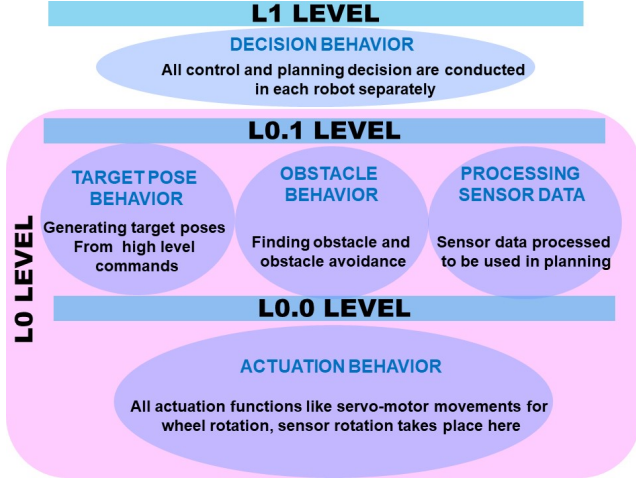 L1 LEVEL
DECISION BEHAVIOR
All control and planning decision are conducted
in each robot separately
L0 LEVEL
L0.1 LEVEL
TARGET POSE
BEHAVIOR
Generating target poses
From high level
commands
OBSTACLE
BEHAVIOR
Finding obstacle and
obstacle avoidance
PROCESSING
SENSOR DATA
Sensor data processed
to be used in planning
L0.0 LEVEL
ACTUATION BEHAVIOR
All actuation functions like servo-motor movements for
wheel rotation, sensor rotation takes place here